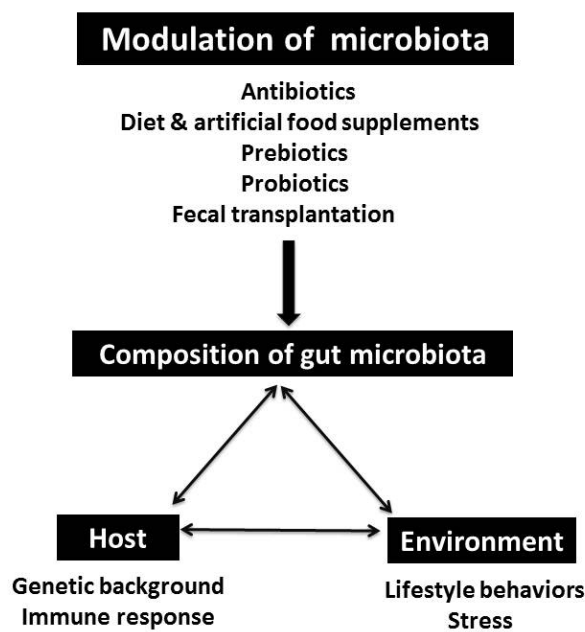 Modulation of microbiota
Antibiotics
Diet & artificial food supplements
Prebiotics
Probiotics
Fecal transplantation
Composition of gut microbiota
Host
Genetic background
Immune response
Environment
Lifestyle behaviors
Stress